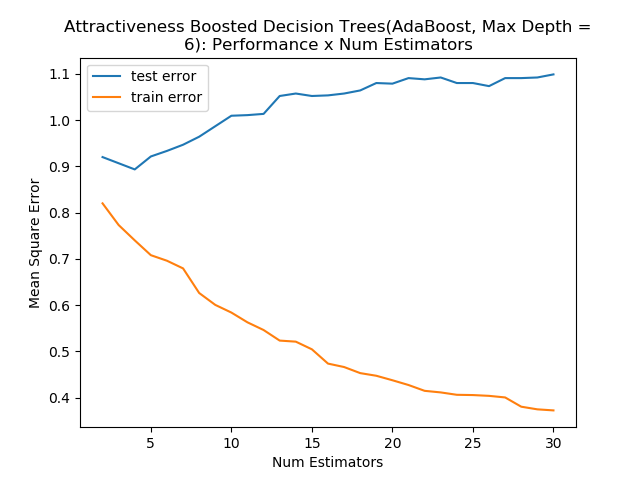 Attractiveness Boosted Decision Trees(AdaBoost, Max Depth =
6): Performance x Num Estimators
test error
train error
Mean Square Error
1.1
1.0
0.9
0.8
0.7
0.6
0.5
0.4
5 10 15 20 25 30
Num Estimators